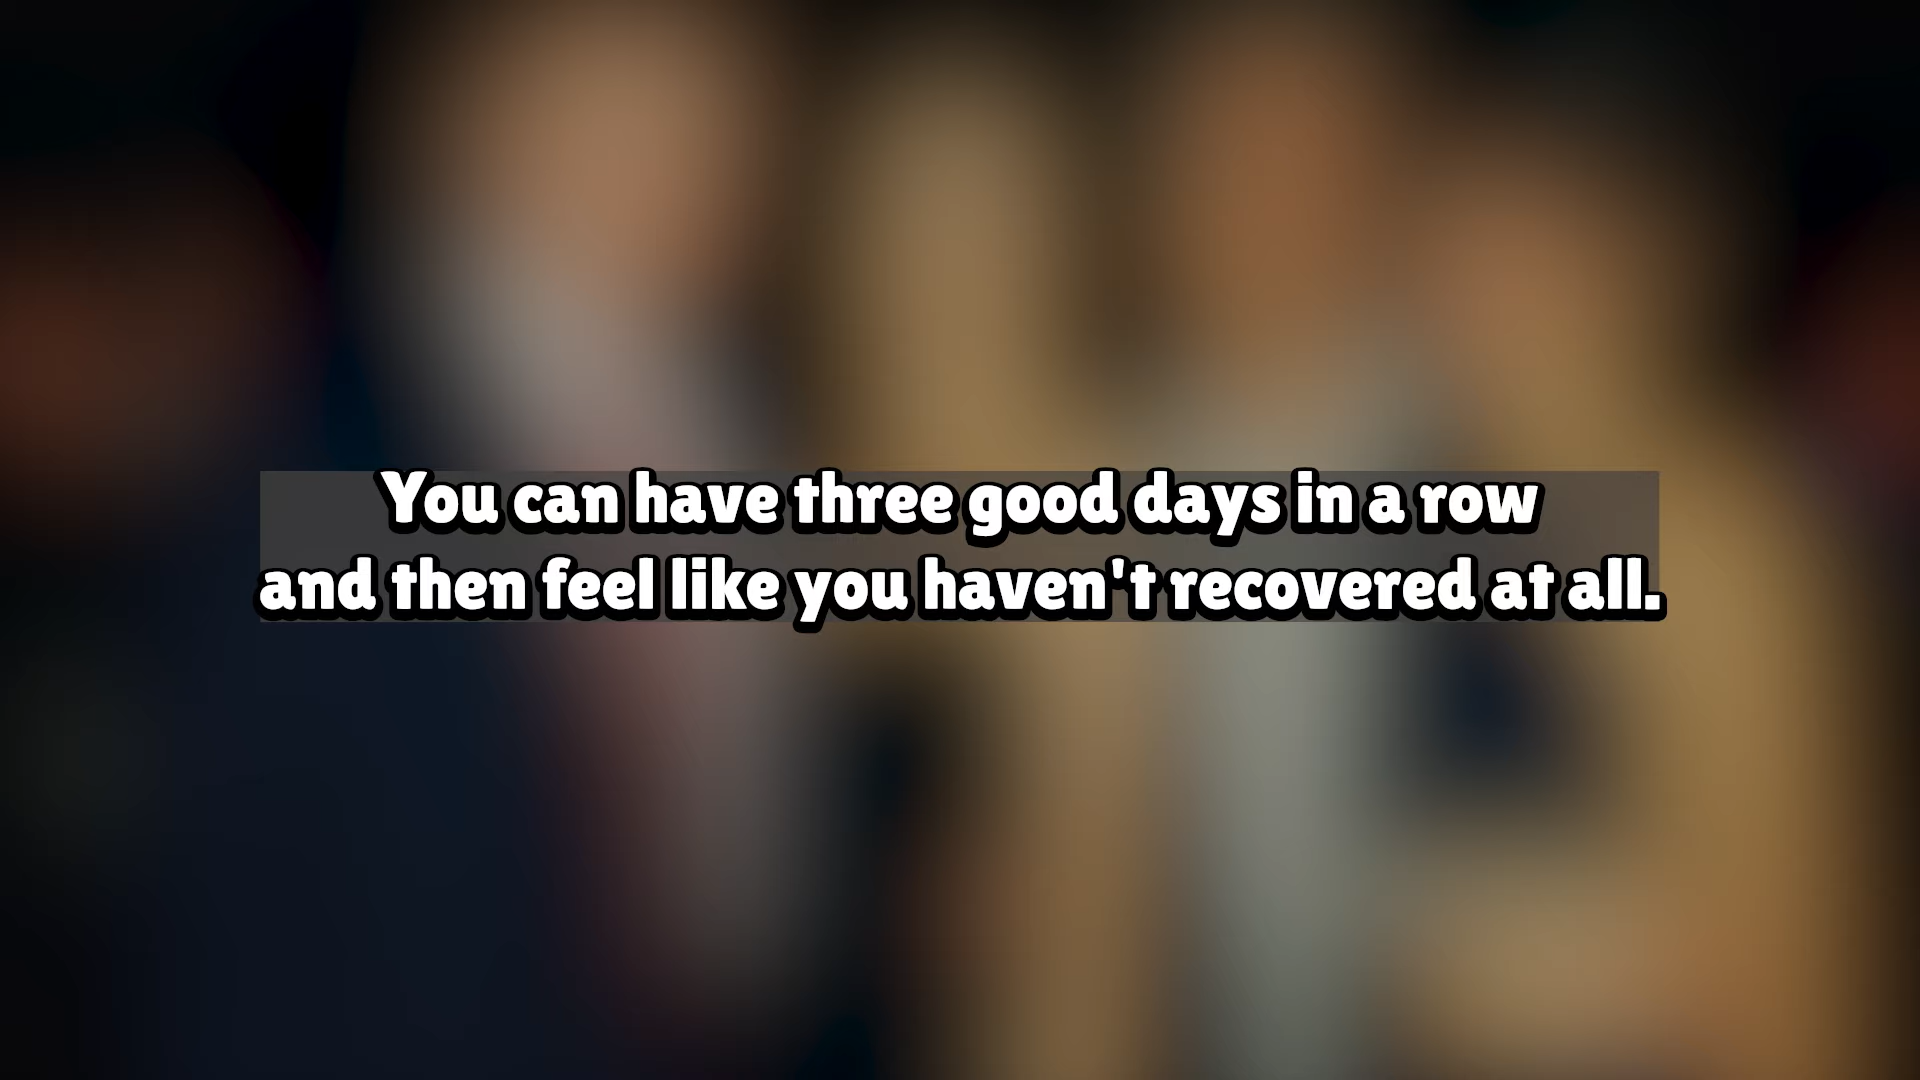 You can have three good days in a row
and then feel like you haven't recovered at all.